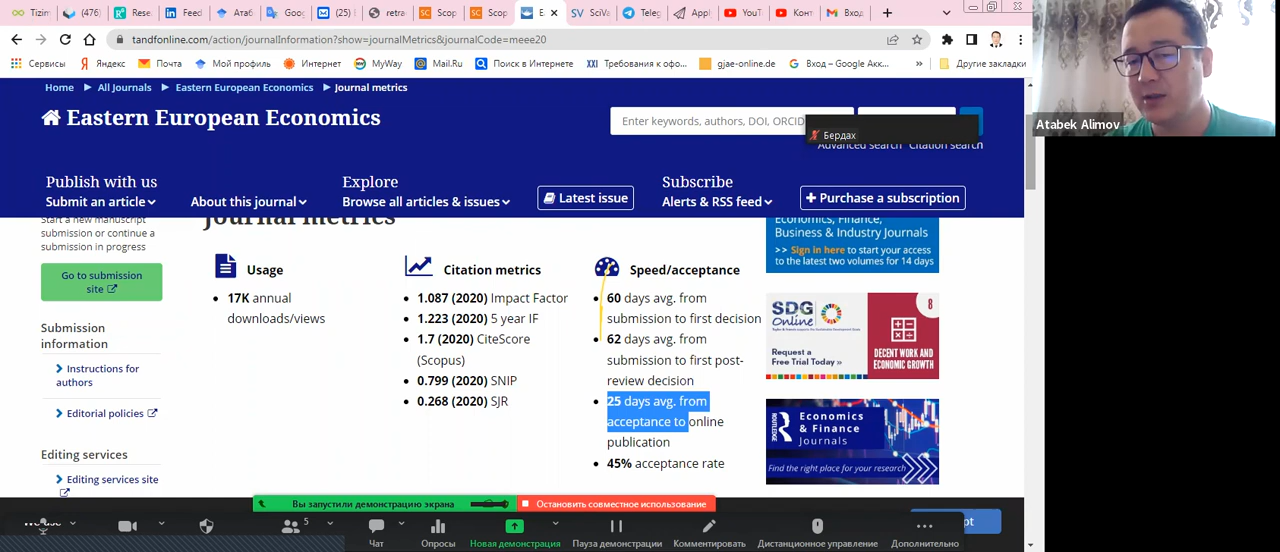 Tizim
(476)
Rese
Feed
Атаб
Goog
(25) I
retra
Scop
Scop
E
SciVa
Teleg
Apply
YouT
Конт
Вход
tandfonline.com/action/journalInformation?show=journalMetrics&journalCode=meee20
Сервисы
Яндекс
Почта
Мой профиль
Индекс ИТ
MyWay
Mail.Ru
Поиск в Интернете
XXI Требования к офо...
gjae-online.de
Вход – Google Акк...
»
Другие закладки
Home
All Journals
Eastern European Economics
Journal metrics
Eastern European Economics
Enter keywords, authors, DOI, ORCID
Бердах
Advanced search Citation search
Publish with us
Submit an article
About this journal
Explore
Browse all articles & issues
Latest issue
Subscribe
Alerts & RSS feed
+ Purchase a subscription
Start a new manuscript
submission or continue a
submission in progress
Go to submission
site
Submission
information
Instructions for
authors
Editorial policies
Editing services
Editing services site
Journal metrics
Usage
17K annual
downloads/views
Citation metrics
1.087 (2020) Impact Factor
1.223 (2020) 5 year IF
1.7 (2020) CiteScore
(Scopus)
0.799 (2020) SNIP
0.268 (2020) SJR
Speed/acceptance
60 days avg. from
submission to first decision
62 days avg. from
submission to first post-
review decision
25 days avg. from
acceptance to online
publication
45% acceptance rate
Economics, Finance,
Business & Industry Journals
>> Sign in here to start your access
to the latest two volumes for 14 days
SDG
Online
Request a
Free Trial Today »
8
DECENT WORK AND
ECONOMIC GROWTH
ROUTLEDGE
Economics
& Finance
Journals
Find the right place for your research
Вы запустили демонстрацию экрана
Остановить совместное использование
5
Чат
Опросы
Новая демонстрация
Пауза демонстрации
Комментировать
Дистанционное управление
Дополнительно
Atabek Alimov